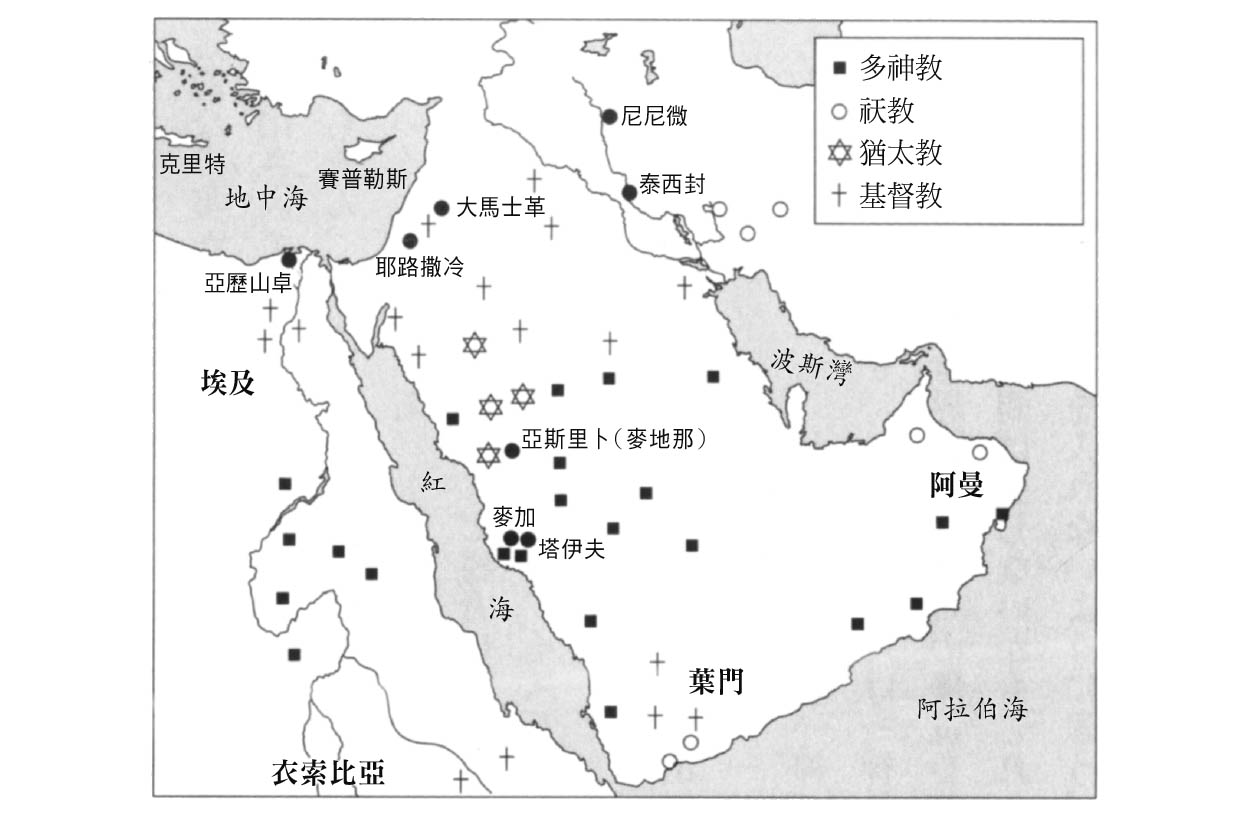 多神教
祆教
猶太教
基督教
尼尼微
克里特
地中海
賽普勒斯
泰西封
大馬士革
耶路撒冷
亞歷山卓
埃及
波斯灣
亞斯里卜（麥地那）
紅
海
阿曼
麥加
塔伊夫
葉門
阿拉伯海
衣索比亞